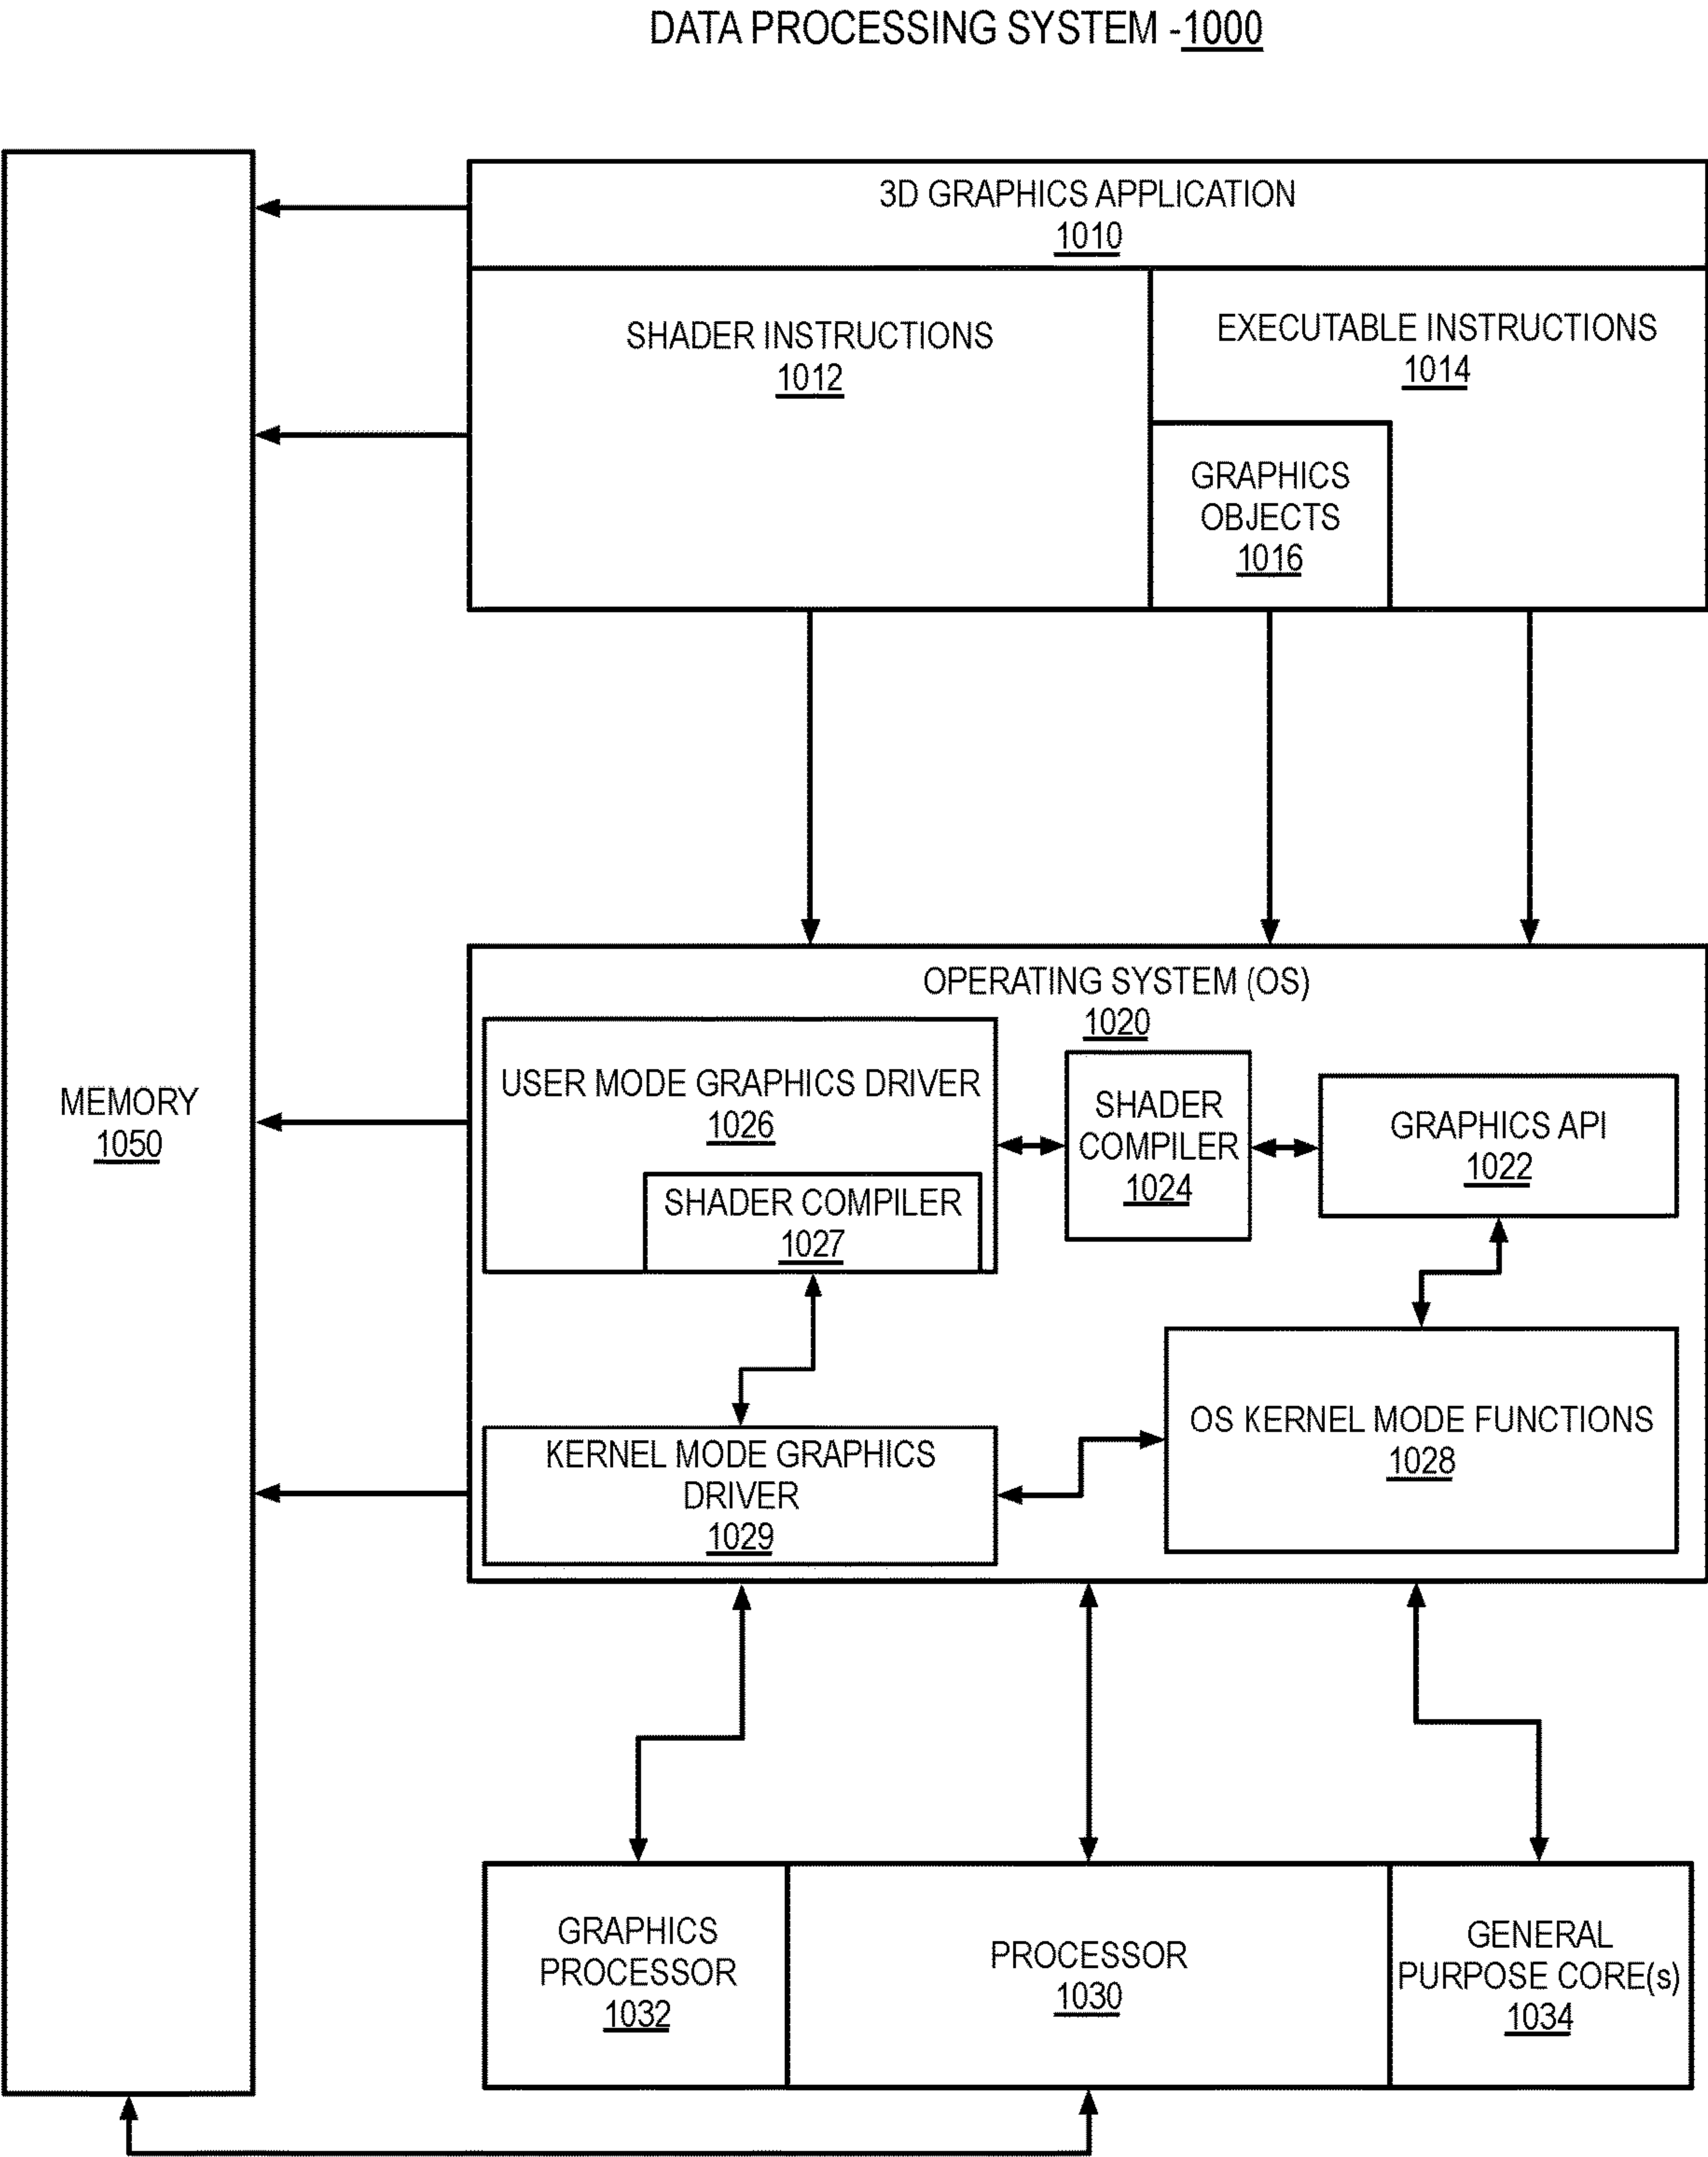 DATA PROCESSING SYSTEM -1000
3D GRAPHICS APPLICATION
1010
SHADER INSTRUCTIONS
1012
EXECUTABLE INSTRUCTIONS
1014
GRAPHICS
OBJECTS
1016
MEMORY
1050
OPERATING SYSTEM (OS)
1020
USER MODE GRAPHICS DRIVER
1026
SHADER COMPILER
1027
SHADER
COMPILER
1024
GRAPHICS API
1022
KERNEL MODE GRAPHICS
DRIVER
1029
OS KERNEL MODE FUNCTIONS
1028
GRAPHICS
PROCESSOR
1032
PROCESSOR
1030
GENERAL
PURPOSE CORE(s)
1034